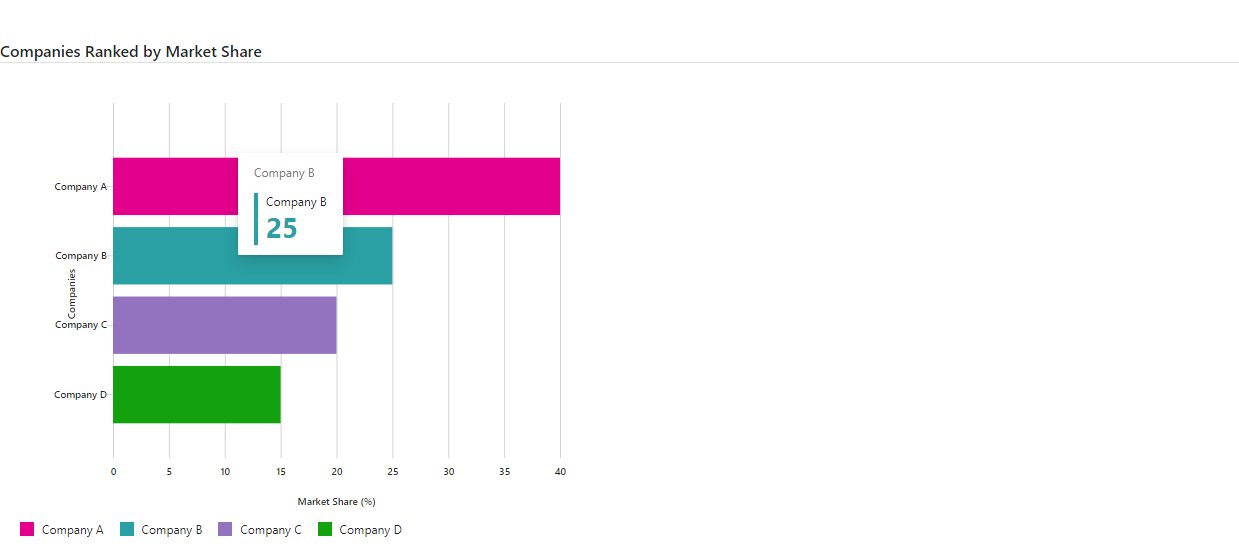 Companies Ranked by Market Share
Company B
Company A
Company B
25
Company B
Companies
Company C
Company D
0 5 10 15 20 25 30 35 40
Market Share (%)
Company A Company B Company C Company D